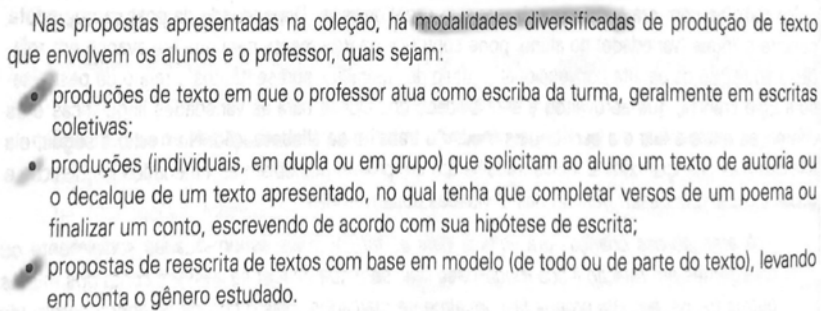 Nas propostas apresentadas na coleção, há modalidades diversificadas de produção de texto
que envolvem os alunos e o professor, quais sejam:
• produções de texto em que o professor atua como escriba da turma, geralmente em escritas
coletivas;
• produções (individuais, em dupla ou em grupo) que solicitam ao aluno um texto de autoria ou
o decalque de um texto apresentado, no qual tenha que completar versos de um poema ou
finalizar um conto, escrevendo de acordo com sua hipótese de escrita;
• propostas de reescrita de textos com base em modelo (de todo ou de parte do texto), levando
em conta o gênero estudado.